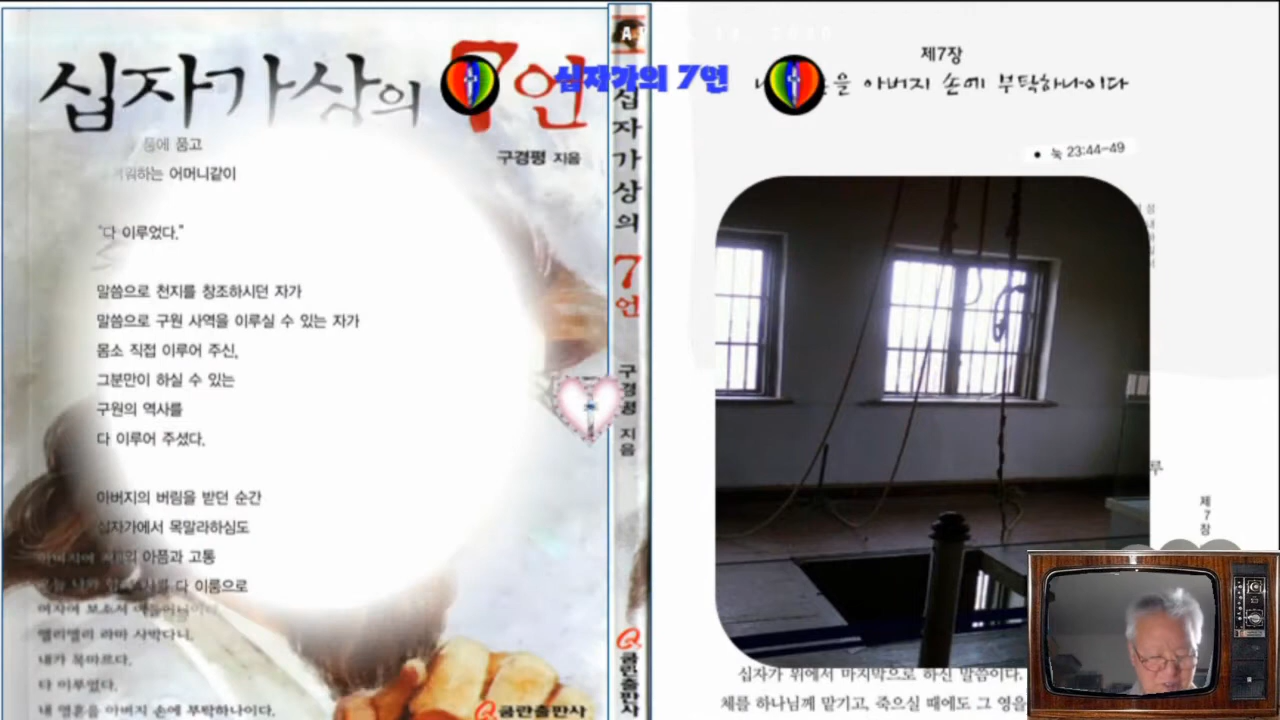 십자가상의 7언
구경평 지음
품에 품고
하는 어머니같이
"다 이루었다."
말씀으로 천지를 창조하시던 자가
말씀으로 구원 사역을 이루실 수 있는 자가
몸소 직접 이루어 주신,
그분만이 하실 수 있는
구원의 역사를
다 이루어 주셨다.
아버지의 버림을 받던 순간
십자가에서 목말라하심도
아픔과 고통
다 이룸으로
엘리엘리 라마 사박다니.
내가 목마르다.
다 이루었다.
내 영혼을 아버지 손에 부탁하나이다.
쿰란출판사
십자가의 7언
십자가상의 7언
구경평 지음
쿰란출판사
제7장
을 아버지 손에 부탁하나이다
● 눅 23:44-49
루
제7장
십자가 위에서 마지막으로 하신 말씀이다.
체를 하나님께 맡기고, 죽으실 때에도 그 영을